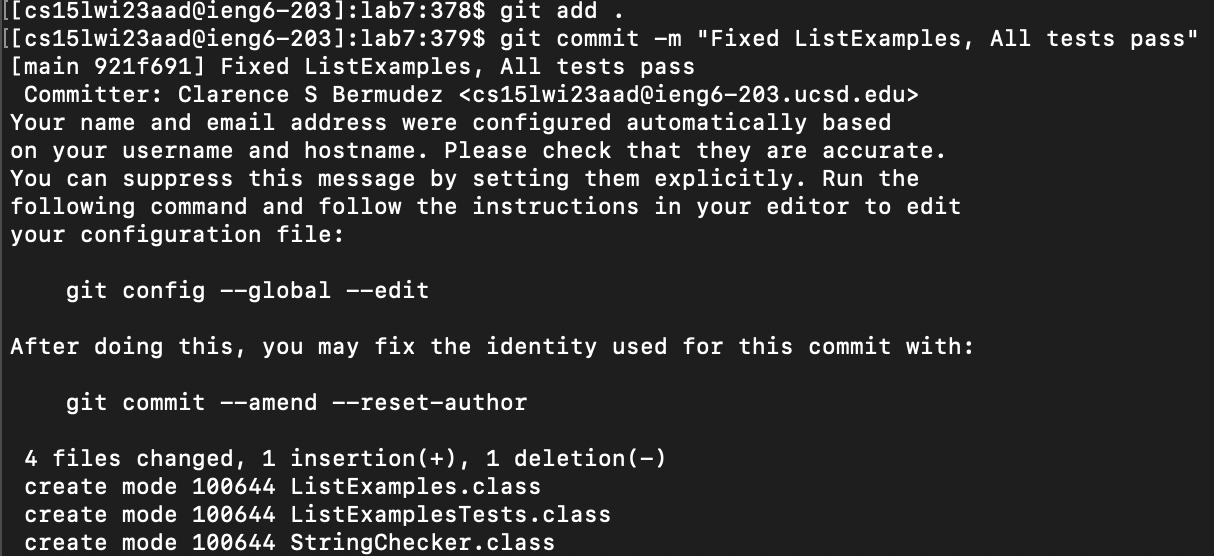 [[cs15lwi23aad@ieng6-203]:lab7:378$ git add .
[[cs15lwi23aad@ieng6-203]:lab7:379$ git commit -m "Fixed ListExamples, All tests pass"
[main 921f691] Fixed ListExamples, All tests pass
 Committer: Clarence S Bermudez <cs15lwi23aad@ieng6-203.ucsd.edu>
Your name and email address were configured automatically based
on your username and hostname. Please check that they are accurate.
You can suppress this message by setting them explicitly. Run the
following command and follow the instructions in your editor to edit
your configuration file:

    git config --global --edit

After doing this, you may fix the identity used for this commit with:

    git commit --amend --reset-author

 4 files changed, 1 insertion(+), 1 deletion(-)
 create mode 100644 ListExamples.class
 create mode 100644 ListExamplesTests.class
 create mode 100644 StringChecker.class